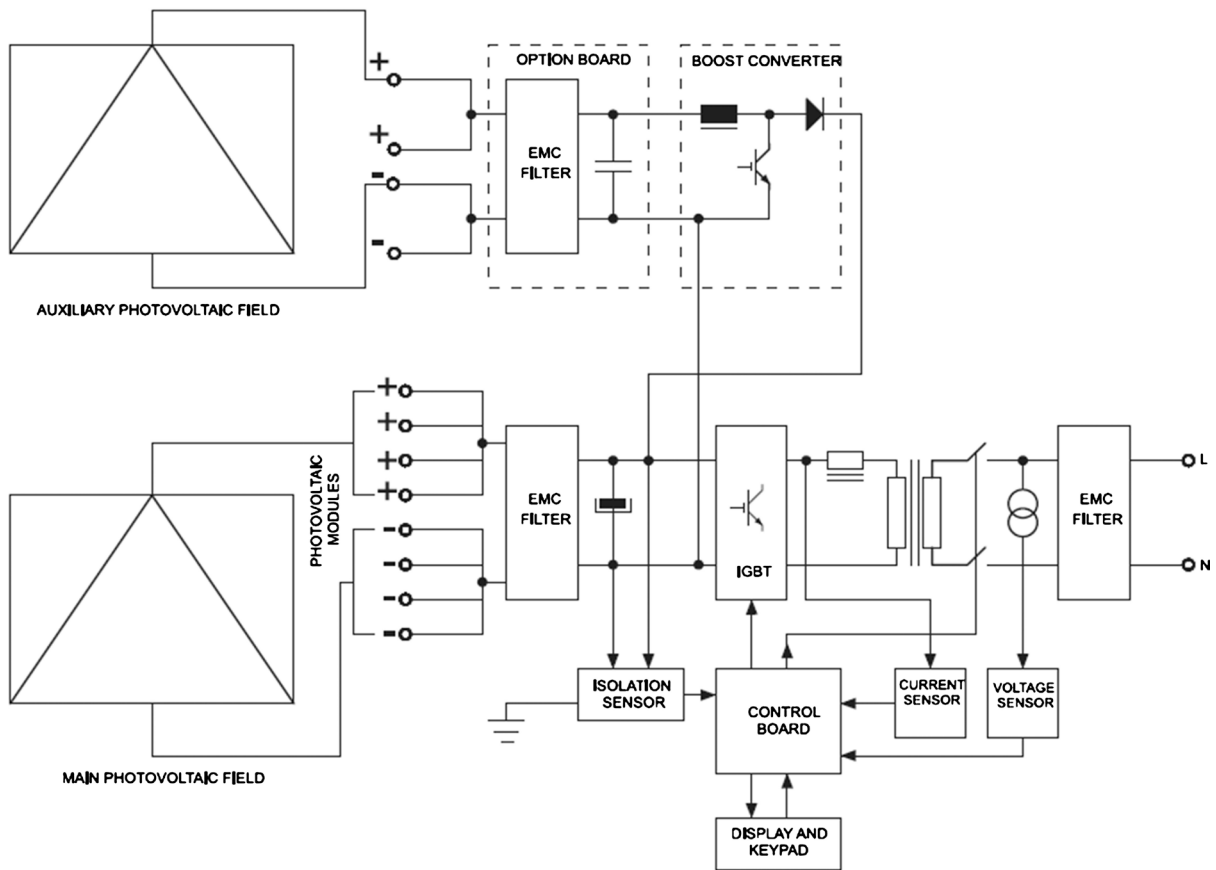 OPTION BOARD
BOOST CONVERTER
+
+
-
-
EMC
FILTER
AUXILIARY PHOTOVOLTAIC FIELD
PHOTOVOLTAIC
MODULES
+
+
+
+
-
-
-
-
EMC
FILTER
IGBT
EMC
FILTER
L
N
ISOLATION
SENSOR
CONTROL
BOARD
CURRENT
SENSOR
VOLTAGE
SENSOR
MAIN PHOTOVOLTAIC FIELD
DISPLAY AND
KEYPAD